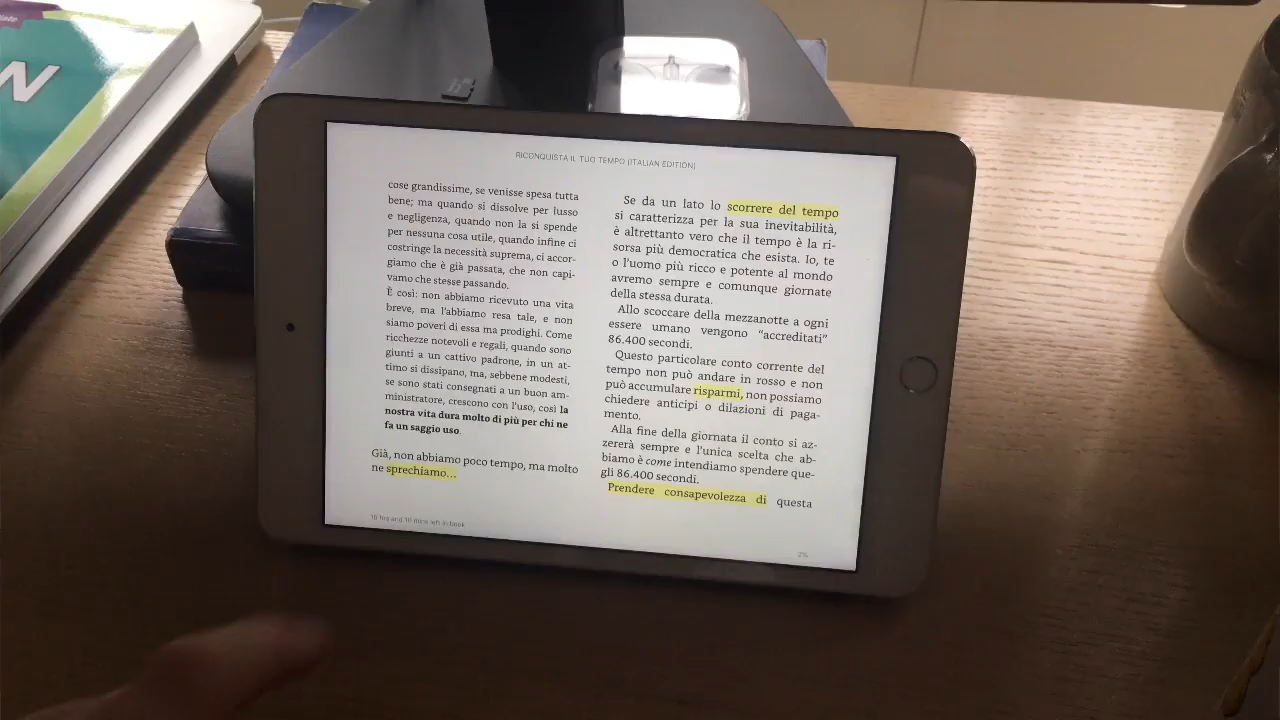 RICONQUISTA IL TUO TEMPO (ITALIAN EDITION)
cose grandissime, se venisse spesa tutta
bene; ma quando si dissolve per lusso
e negligenza, quando non la si spende
per nessuna cosa utile, quando infine ci
costringe la necessità suprema, ci accor-
giamo che è già passata, che non capi-
vamo che stesse passando.
È così: non abbiamo ricevuto una vita
breve, ma l'abbiamo resa tale, e non
siamo poveri di essa ma prodighi. Come
ricchezze notevoli e regali, quando sono
giunti a un cattivo padrone, in un at-
timo si dissipano, ma, sebbene modesti,
se sono stati consegnati a un buon am-
ministratore, crescono con l'uso, così la
nostra vita dura molto di più per chi ne
fa un saggio uso.
Già, non abbiamo poco tempo, ma molto
ne sprechiamo...
10 hrs and 10 mins left in book
Se da un lato lo scorrere del tempo
si caratterizza per la sua inevitabilità,
è altrettanto vero che il tempo è la ri-
sorsa più democratica che esista. Io, te
o l'uomo più ricco e potente al mondo
avremo sempre e comunque giornate
della stessa durata.
Allo scoccare della mezzanotte a ogni
essere umano vengono "accreditati"
86.400 secondi.
Questo particolare conto corrente del
tempo non può andare in rosso e non
può accumulare risparmi, non possiamo
chiedere anticipi o dilazioni di paga-
mento.
Alla fine della giornata il conto si az-
zererà sempre e l'unica scelta che ab-
biamo è come intendiamo spendere que-
gli 86.400 secondi.
Prendere consapevolezza di questa
2%
N